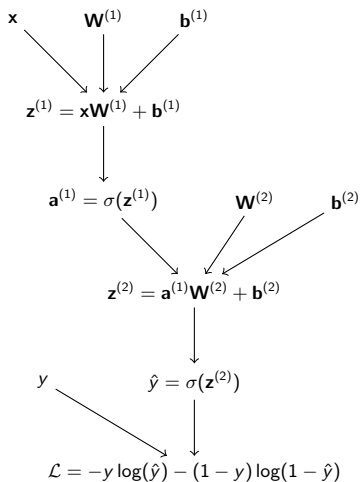 𝐱 𝐖⁽¹⁾ 𝐛⁽¹⁾
𝐳⁽¹⁾ = 𝐱𝐖⁽¹⁾ + 𝐛⁽¹⁾
𝐚⁽¹⁾ = σ(𝐳⁽¹⁾) 𝐖⁽²⁾ 𝐛⁽²⁾
𝐳⁽²⁾ = 𝐚⁽¹⁾𝐖⁽²⁾ + 𝐛⁽²⁾
y ŷ = σ(𝐳⁽²⁾)
ℒ = −y log(ŷ) − (1 − y) log(1 − ŷ)